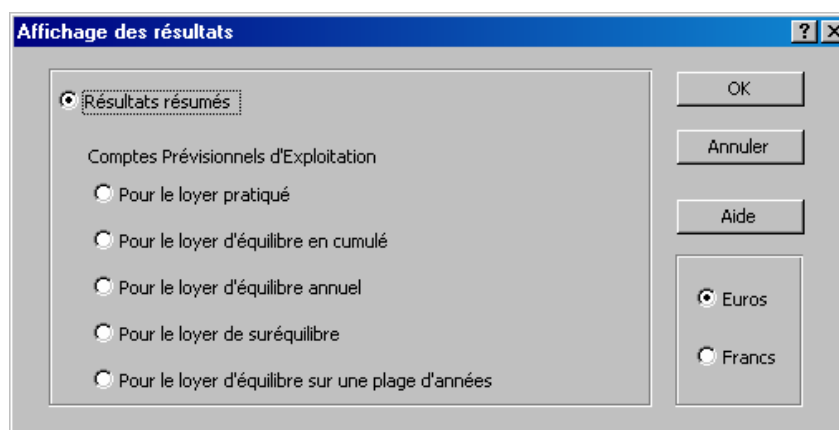 Affichage des résultats
Résultats résumés
Comptes Prévisionnels d'Exploitation
Pour le loyer pratiqué
Pour le loyer d'équilibre en cumulé
Pour le loyer d'équilibre annuel
Pour le loyer de suréquilibre
Pour le loyer d'équilibre sur une plage d'années
OK
Annuler
Aide
Euros
Francs